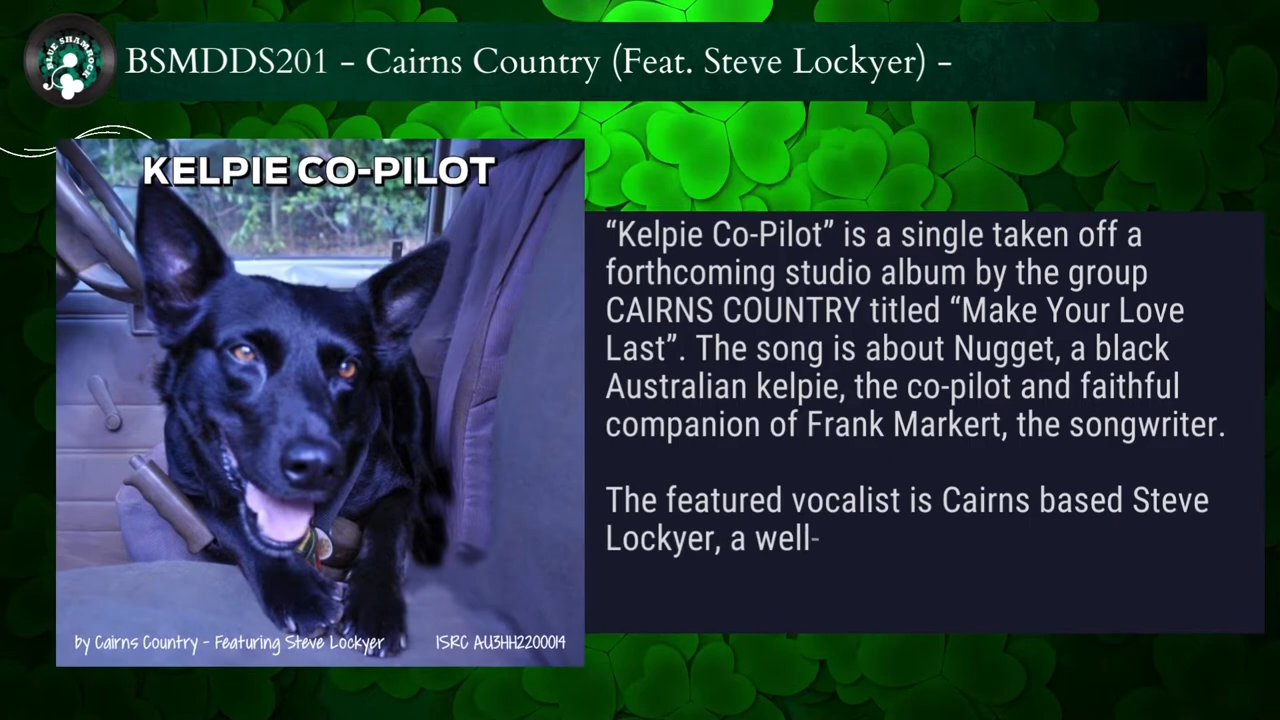 BLUE SHAMROCK
BSMDDS201 - Cairns Country (Feat. Steve Lockyer) -
KELPIE CO-PILOT
by Cairns Country - Featuring Steve Lockyer
ISRC AU3HH2200014
“Kelpie Co-Pilot” is a single taken off a
forthcoming studio album by the group
CAIRNS COUNTRY titled “Make Your Love
Last”. The song is about Nugget, a black
Australian kelpie, the co-pilot and faithful
companion of Frank Markert, the songwriter.
The featured vocalist is Cairns based Steve
Lockyer, a well-